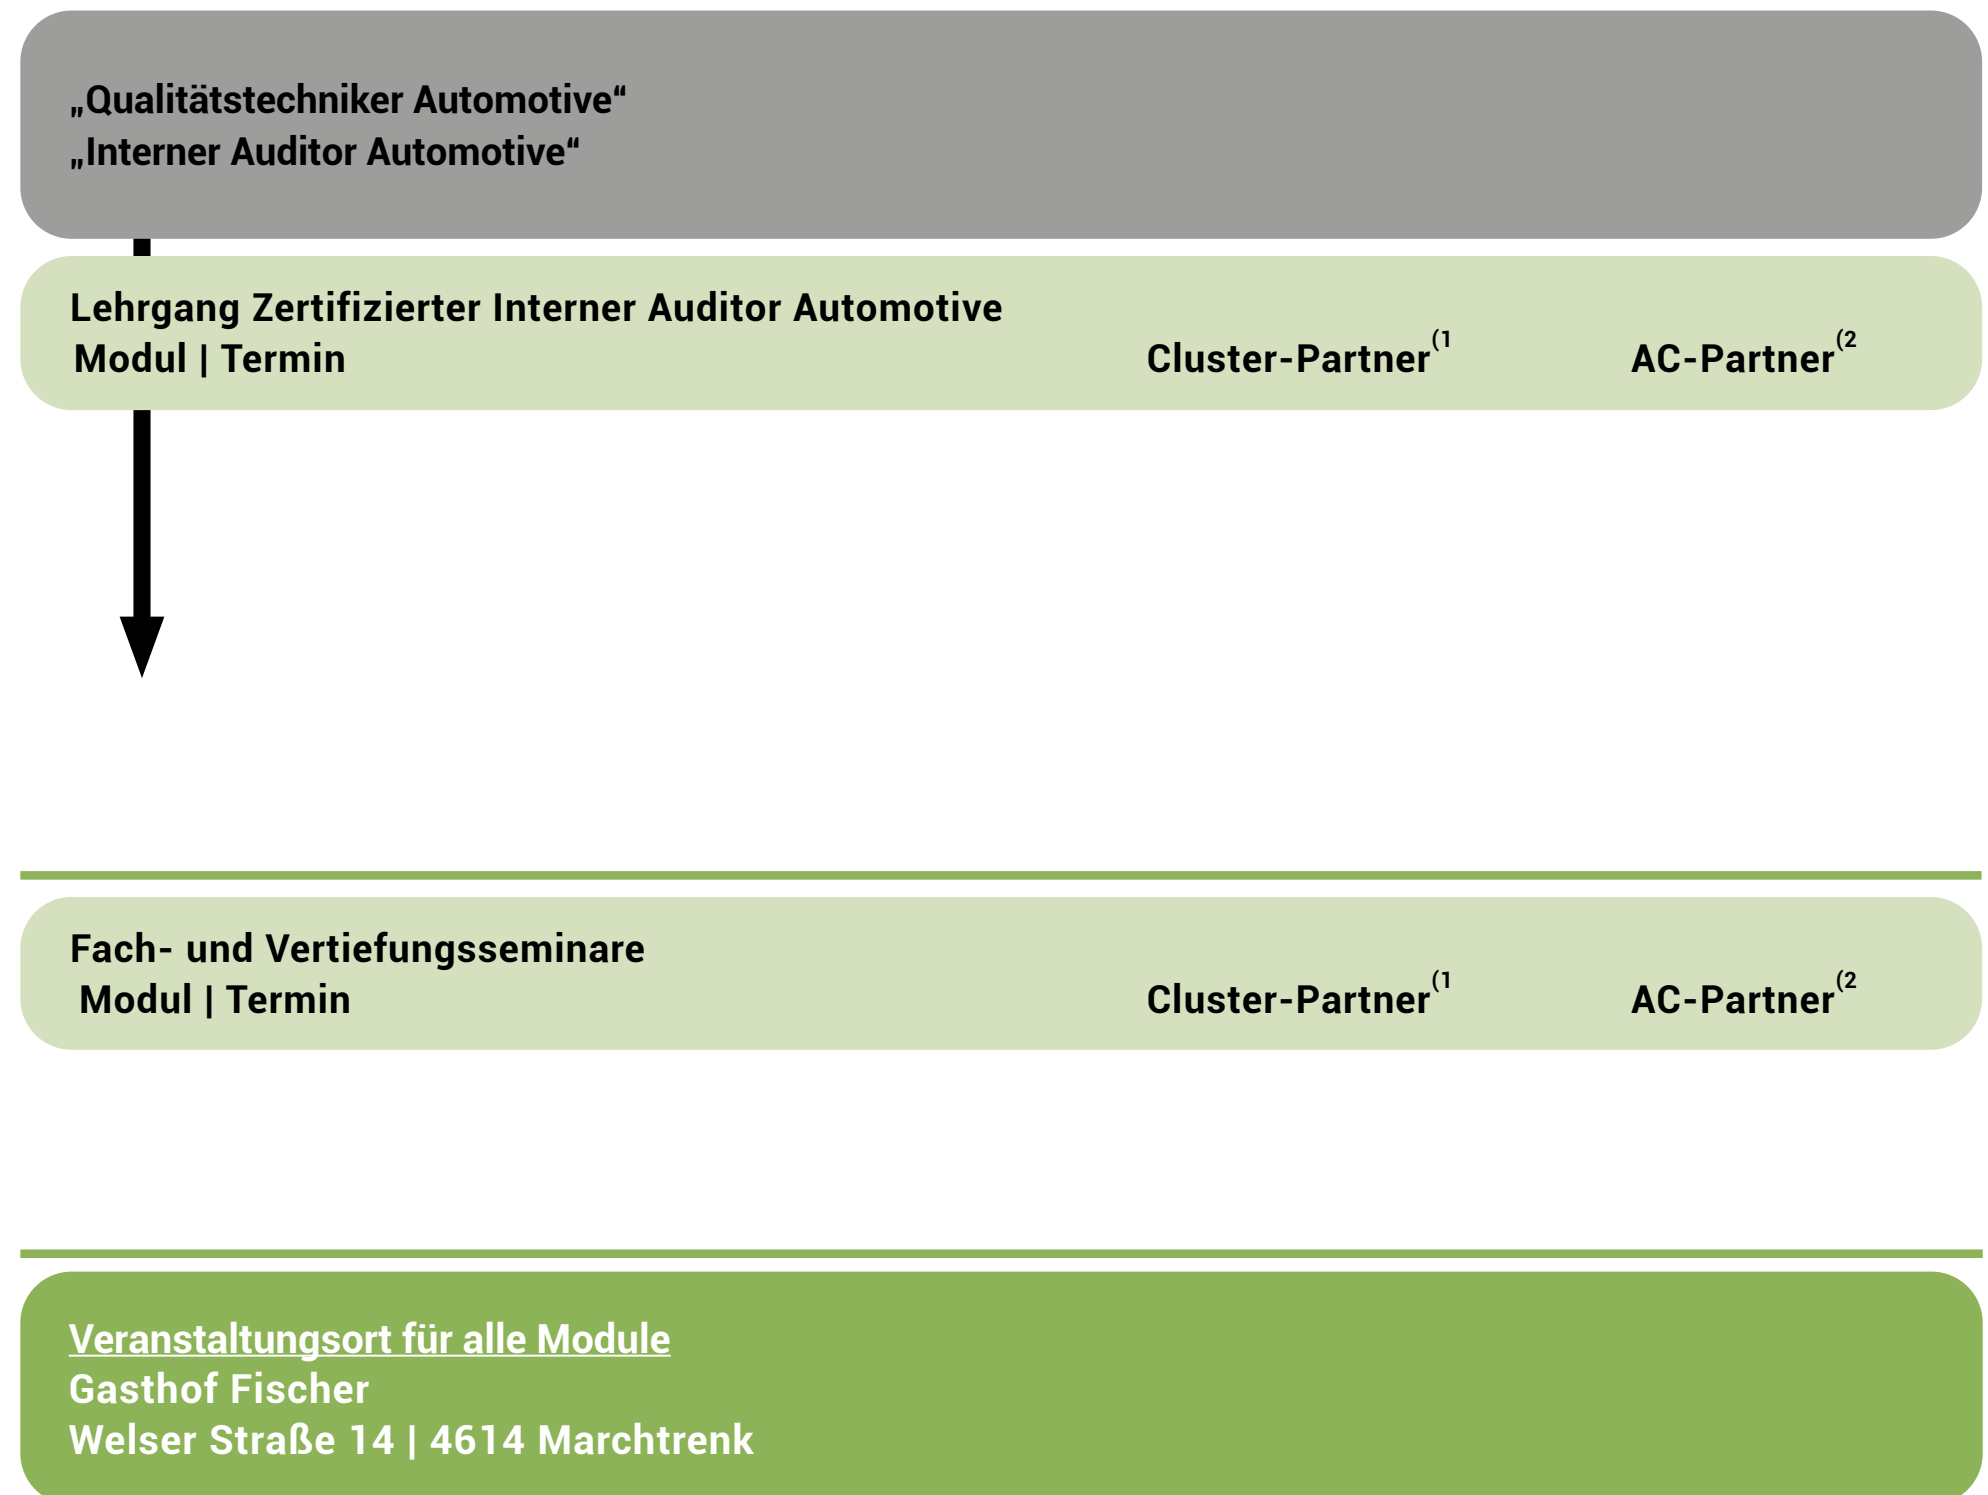 „Qualitätstechniker Automotive“
„Interner Auditor Automotive“
Lehrgang Zertifizierter Interner Auditor Automotive
Modul | Termin Cluster-Partner(1 AC-Partner(2
Fach- und Vertiefungsseminare
Modul | Termin Cluster-Partner(1 AC-Partner(2
Veranstaltungsort für alle Module
Gasthof Fischer
Welser Straße 14 | 4614 Marchtrenk